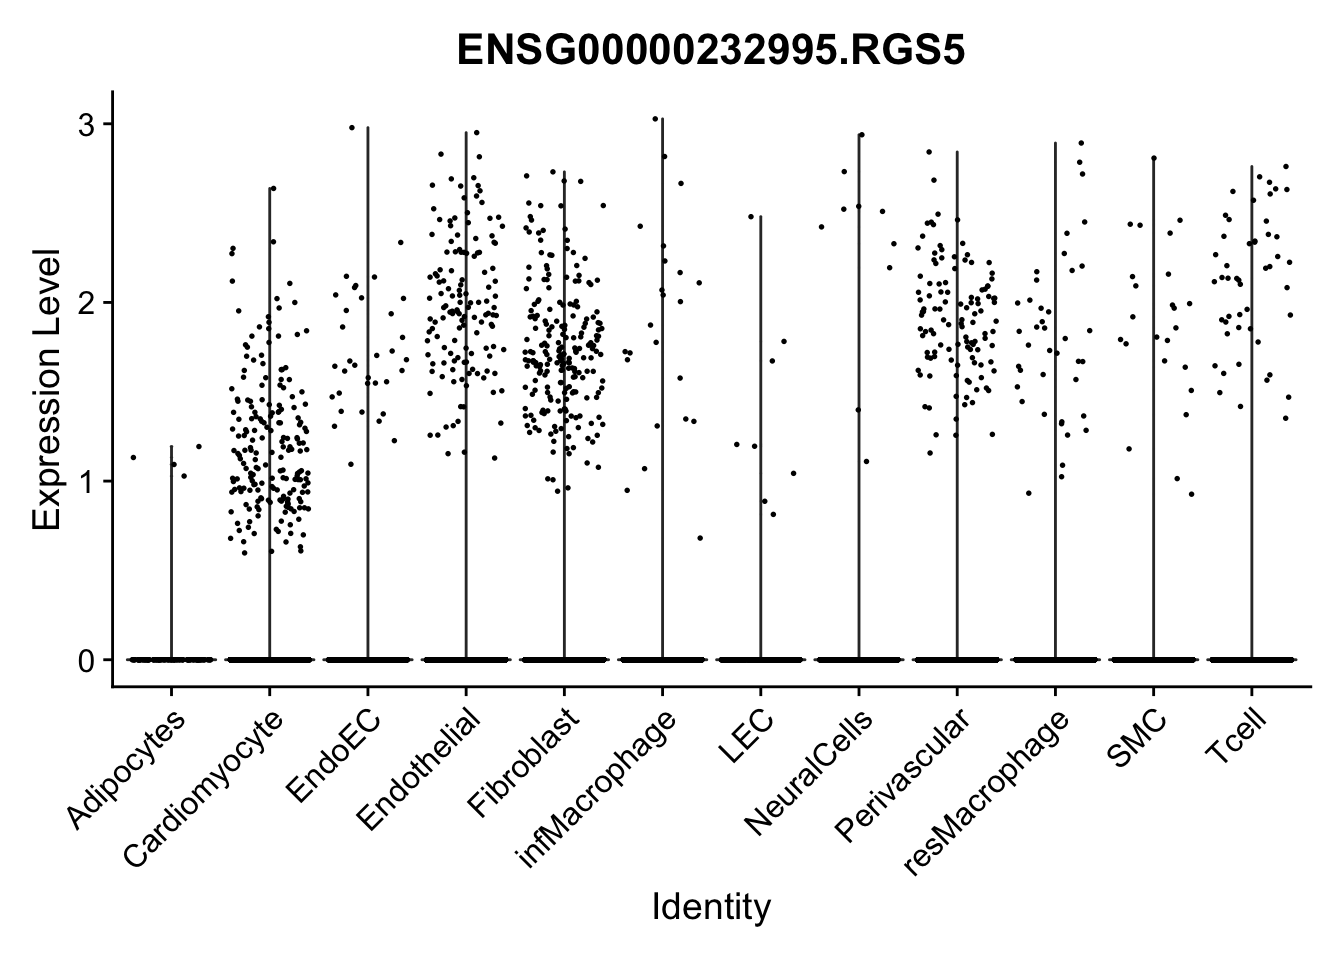 ENSG00000232995.RGS5
Expression Level
3
2
1
0
Adipocytes
Cardiomyocyte
EndoEC
Endothelial
Fibroblast
infMacrophage
LEC
NeuralCells
Perivascular
resMacrophage
SMC
Tcell
Identity